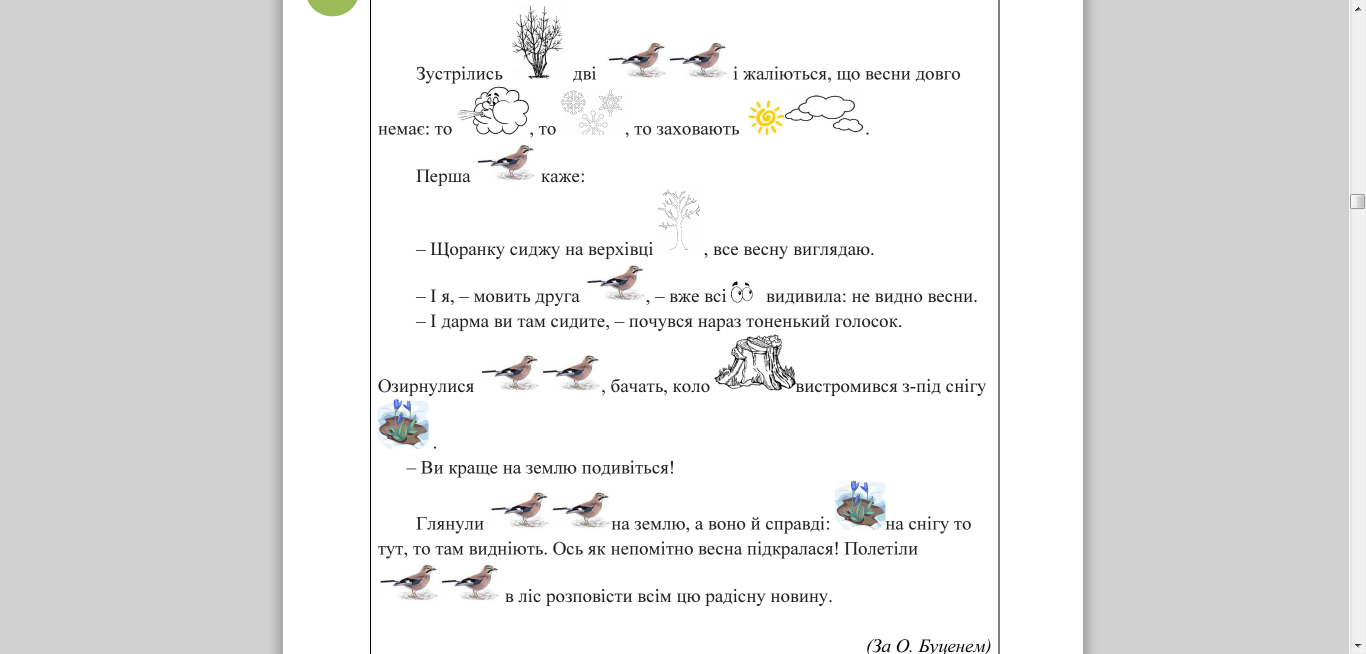 Зустрілись дві і жаліються, що весни довго
немає: то , то , то заховають .
Перша каже:
– Щоранку сиджу на верхівці , все весну виглядаю.
– І я, – мовить друга , – вже всі видивила: не видно весни.
– І дарма ви там сидите, – почувся нараз тоненький голосок.
Озирнулися , бачать, коло вистромився з-під снігу
.
– Ви краще на землю подивіться!
Глянули на землю, а воно й справді: на снігу то
тут, то там видніють. Ось як непомітно весна підкралася! Полетіли
в ліс розповісти всім цю радісну новину.
(За О. Буценем)